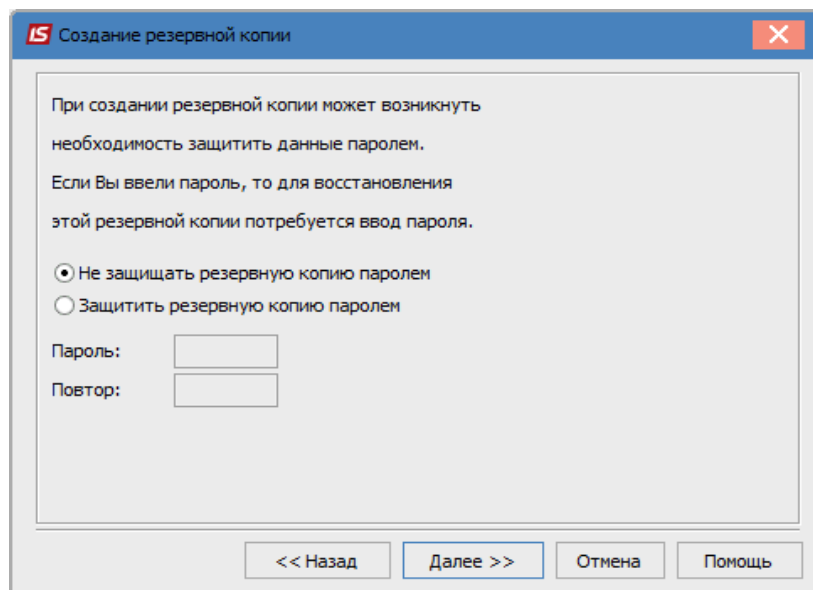 IS Создание резервной копии
При создании резервной копии может возникнуть
необходимость защитить данные паролем.
Если Вы ввели пароль, то для восстановления
этой резервной копии потребуется ввод пароля.
Не защищать резервную копию паролем
Защитить резервную копию паролем
Пароль:
Повтор:
<< Назад Далее >> Отмена Помощь